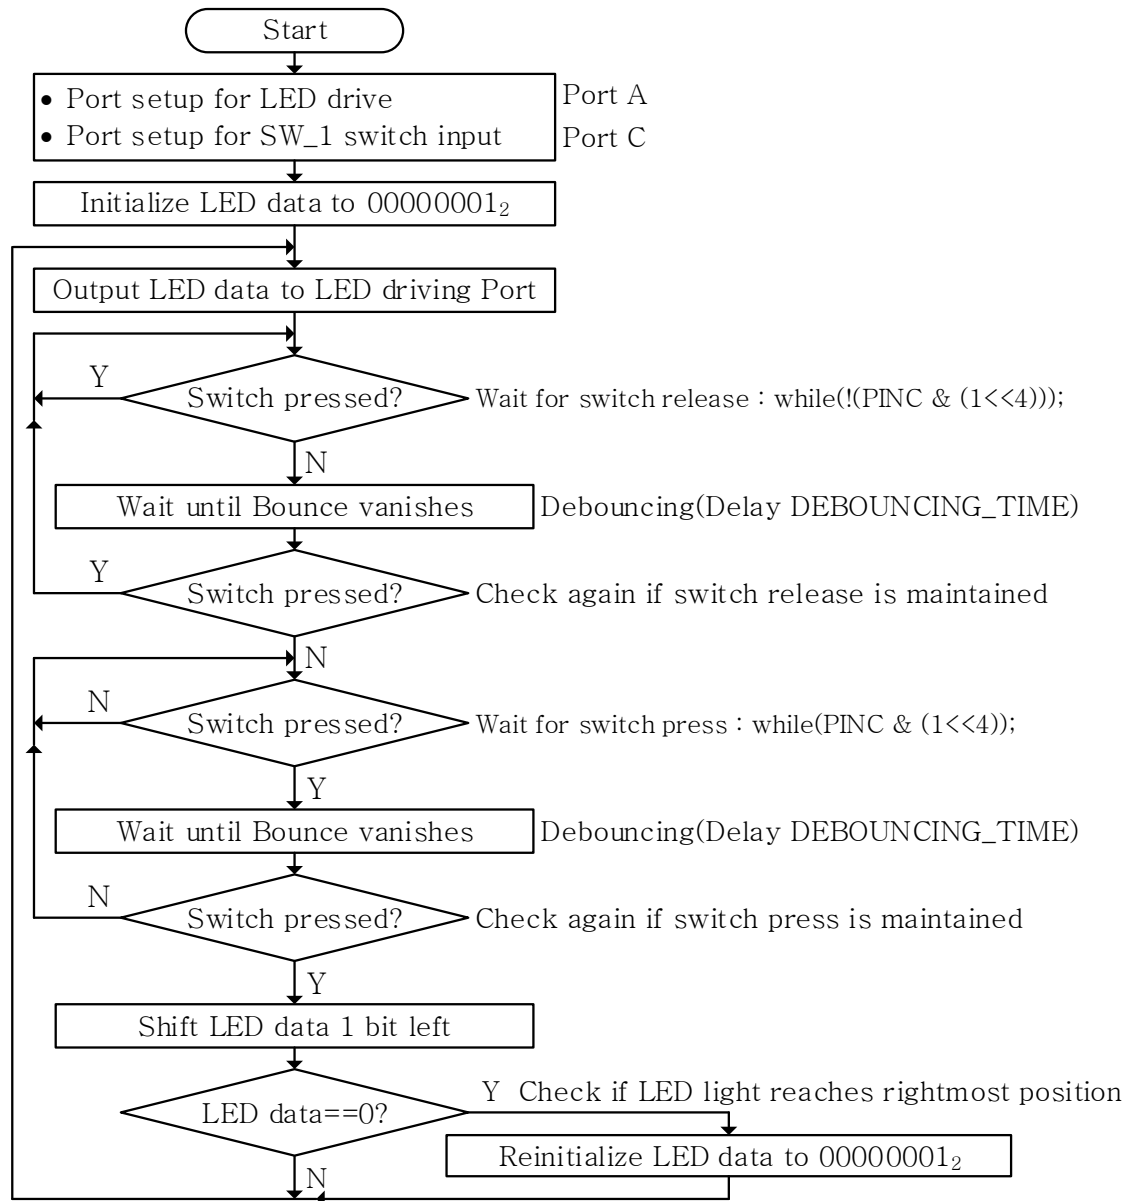 Start
• Port setup for LED drive
Port A
• Port setup for SW_1 switch input
Port C
Initialize LED data to 00000001₂
Output LED data to LED driving Port
Y
Switch pressed?
Wait for switch release : while(!(PINC & (1<<4)));
N
Wait until Bounce vanishes
Debouncing(Delay DEBOUNCING_TIME)
Y
Switch pressed?
Check again if switch release is maintained
N
N
Switch pressed?
Wait for switch press : while(PINC & (1<<4));
Y
Wait until Bounce vanishes
Debouncing(Delay DEBOUNCING_TIME)
N
Switch pressed?
Check again if switch press is maintained
Y
Shift LED data 1 bit left
Y Check if LED light reaches rightmost position
LED data==0?
Reinitialize LED data to 00000001₂
N